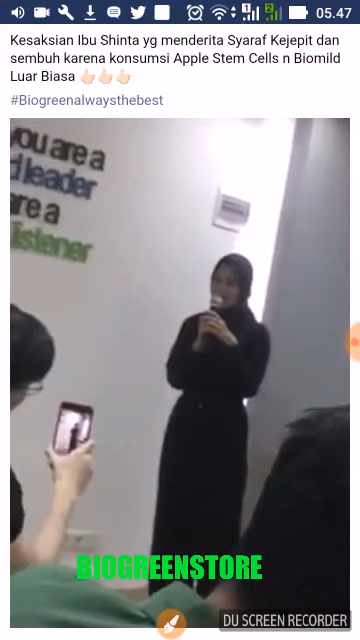 05.47
Kesaksian Ibu Shinta yg menderita Syaraf Kejepit dan
sembuh karena konsumsi Apple Stem Cells n Biomild
Luar Biasa 👆🏻👆🏻👆🏻
#Biogreenalwaysthebest
you are a
leader
are a
listener
BIOGREENSTORE
DU SCREEN RECORDER